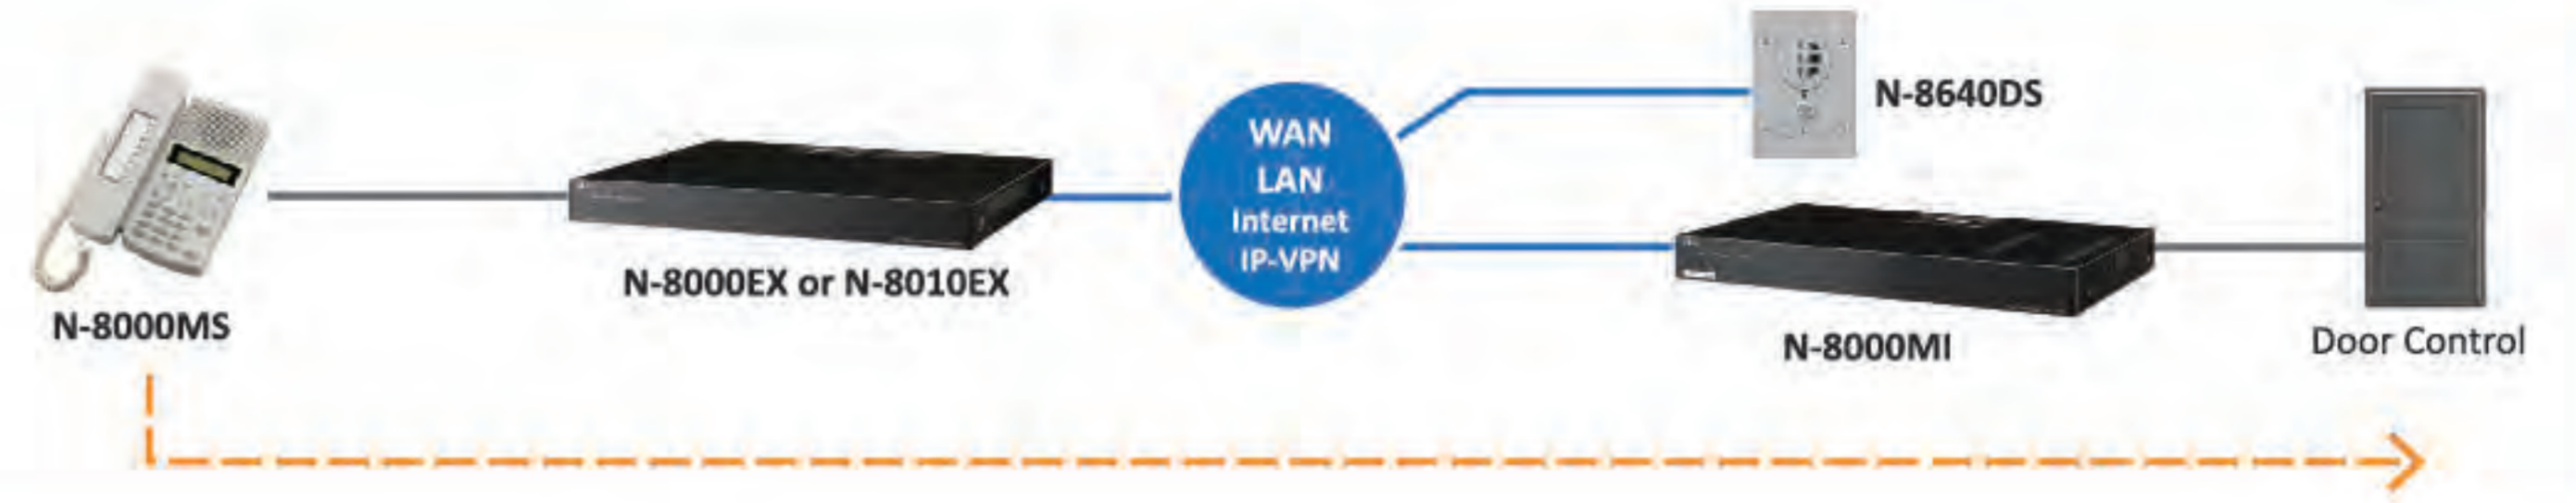 N-8000MS
N-8000EX or N-8010EX
WAN
LAN
Internet
IP-VPN
N-8640DS
N-8000MI
Door Control